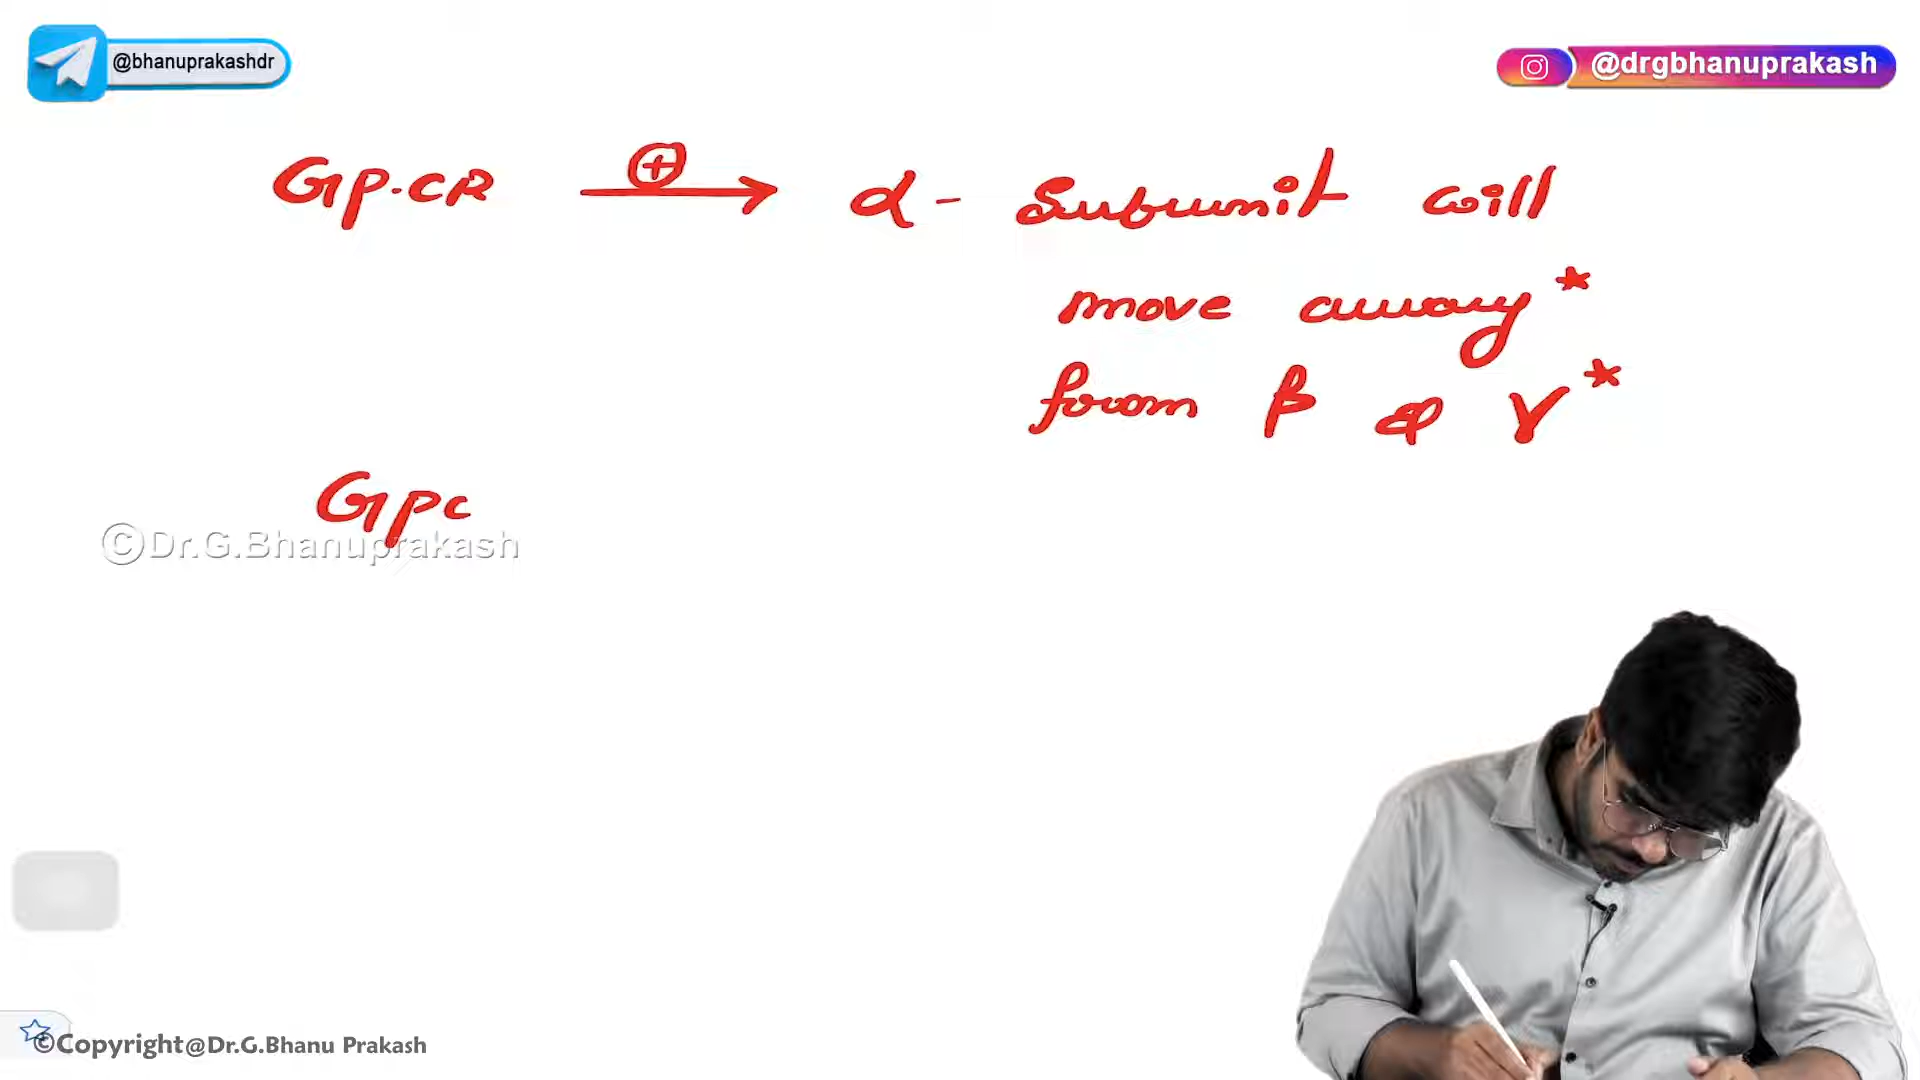 @bhanuprakashdr
@drgbhanuprakash
GP.CR + → α- Subunit will
move away *
from β & γ *
GPC
©Dr.G.Bhanuprakash
©Copyright@Dr.G.Bhanu Prakash